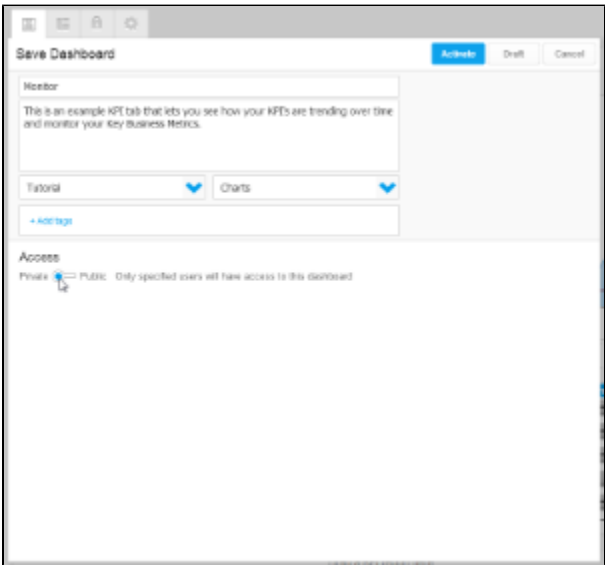 Save Dashboard
Activate
Draft
Cancel
Monitor
This is an example KPI tab that lets you see how your KPI's are trending over time
and monitor your Key Business Metrics.
Tutorial
Charts
+ Add tags
Access
Private
Public
Only specified users will have access to this dashboard